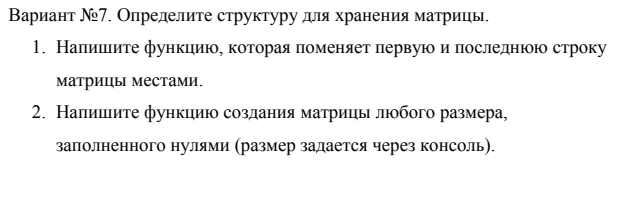 Вариант №7. Определите структуру для хранения матрицы.
1. Напишите функцию, которая поменяет первую и последнюю строку
матрицы местами.
2. Напишите функцию создания матрицы любого размера,
заполненного нулями (размер задается через консоль).